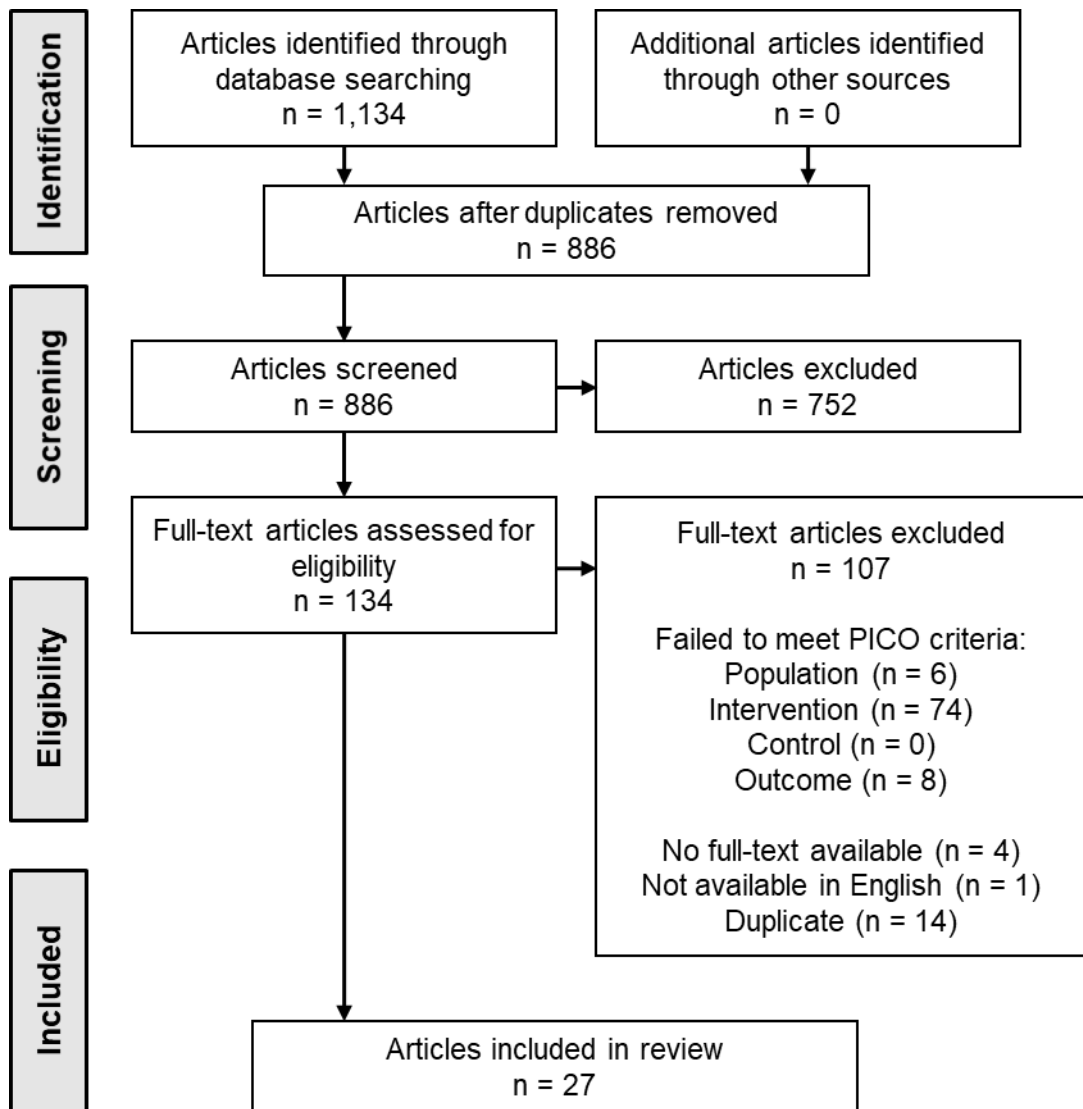 Identification
Articles identified through
database searching
n = 1,134
Additional articles identified
through other sources
n = 0
Articles after duplicates removed
n = 886
Screening
Articles screened
n = 886
Articles excluded
n = 752
Eligibility
Full-text articles assessed for
eligibility
n = 134
Full-text articles excluded
n = 107
Failed to meet PICO criteria:
Population (n = 6)
Intervention (n = 74)
Control (n = 0)
Outcome (n = 8)
No full-text available (n = 4)
Not available in English (n = 1)
Duplicate (n = 14)
Included
Articles included in review
n = 27